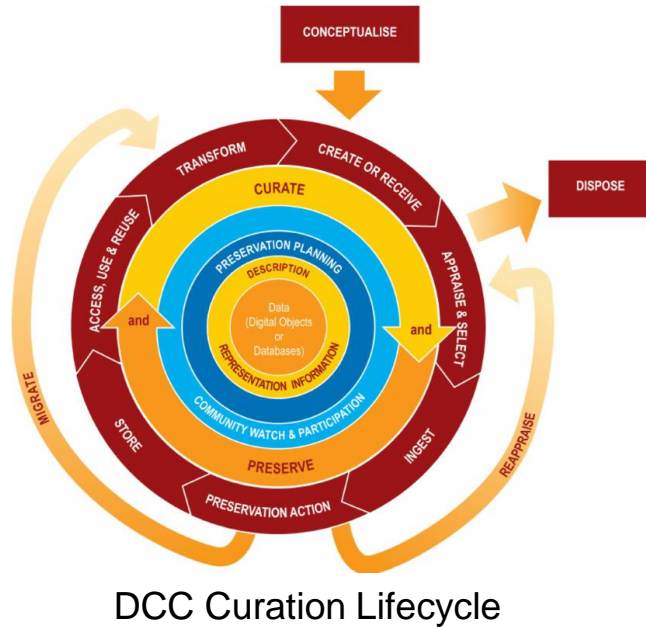 CONCEPTUALISE
TRANSFORM
CREATE OR RECEIVE
DISPOSE
CURATE
ACCESS, USE & REUSE
APPRAISE & SELECT
PRESERVATION PLANNING
DESCRIPTION
and
Data
(Digital Objects
or
Databases)
and
REPRESENTATION INFORMATION
COMMUNITY WATCH & PARTICIPATION
MIGRATE
STORE
INGEST
REAPPRAISE
PRESERVE
PRESERVATION ACTION
DCC Curation Lifecycle